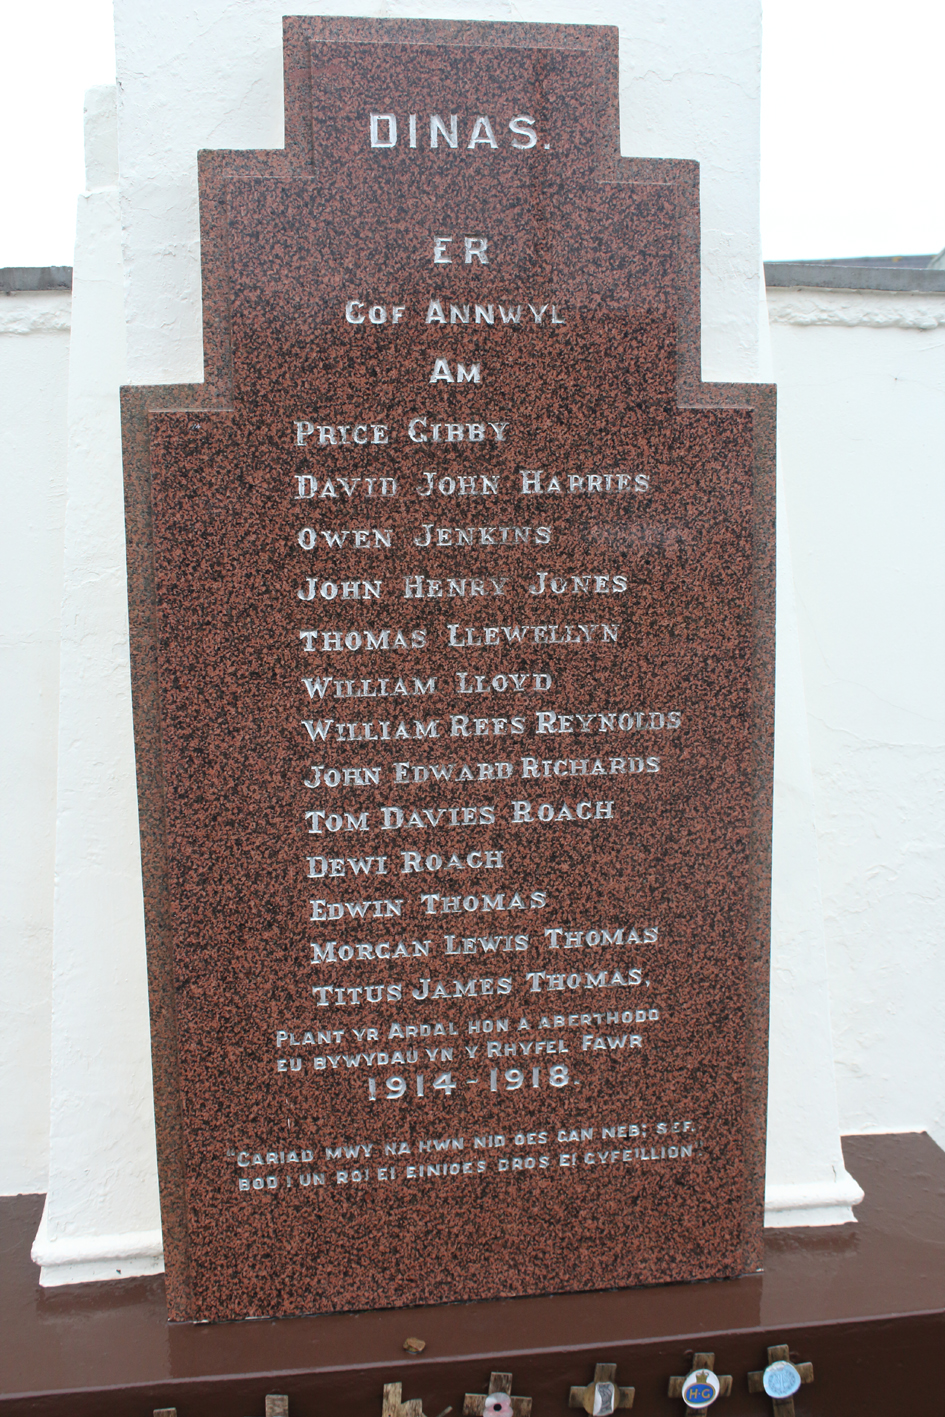 DINAS.
ER
COF ANNWYL
AM
PRYCE GIBBY
DAVID JOHN HARRIES
OWEN JENKINS
JOHN HENRY JONES
THOMAS LLEWELLYN
WILLIAM LLOYD
WILLIAM REES REYNOLDS
JOHN EDWARD RICHARDS
TOM DAVIES ROACH
DEWI ROACH
EDWIN THOMAS
MORGAN LEWIS THOMAS
TITUS JAMES THOMAS.
PLANT YR ARDAL HON A ABERTHODD
EU BYWYDAU YN Y RHYFEL FAWR
1914-1918.
"CARIAD MWY NA HWN NID OES GAN NEB; SEF,
BOD I UN ROI EI EINIOES DROS EI GYFEILLION."
H·G